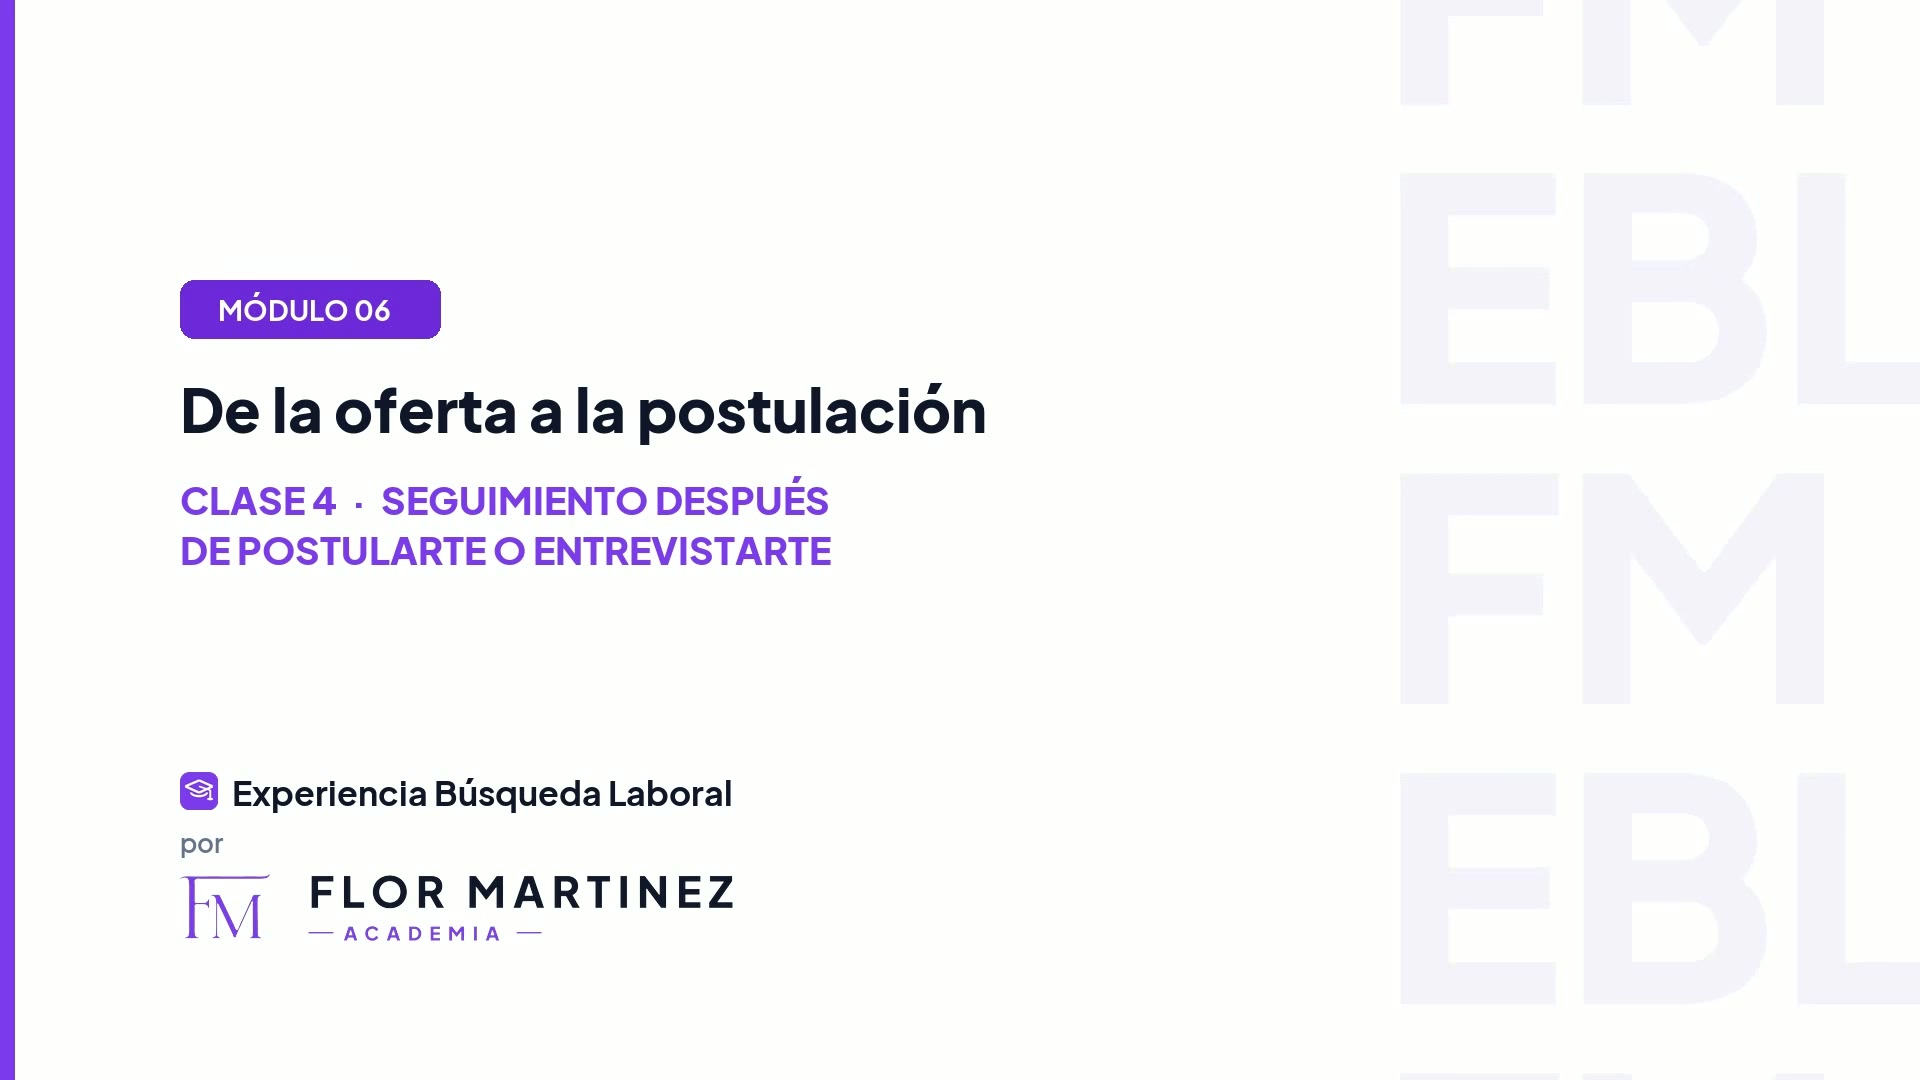 MÓDULO 06
De la oferta a la postulación
CLASE 4 · SEGUIMIENTO DESPUÉS
DE POSTULARTE O ENTREVISTARTE
Experiencia Búsqueda Laboral
por
FM
FLOR MARTINEZ
ACADEMIA
FM
EBL
FM
EBL